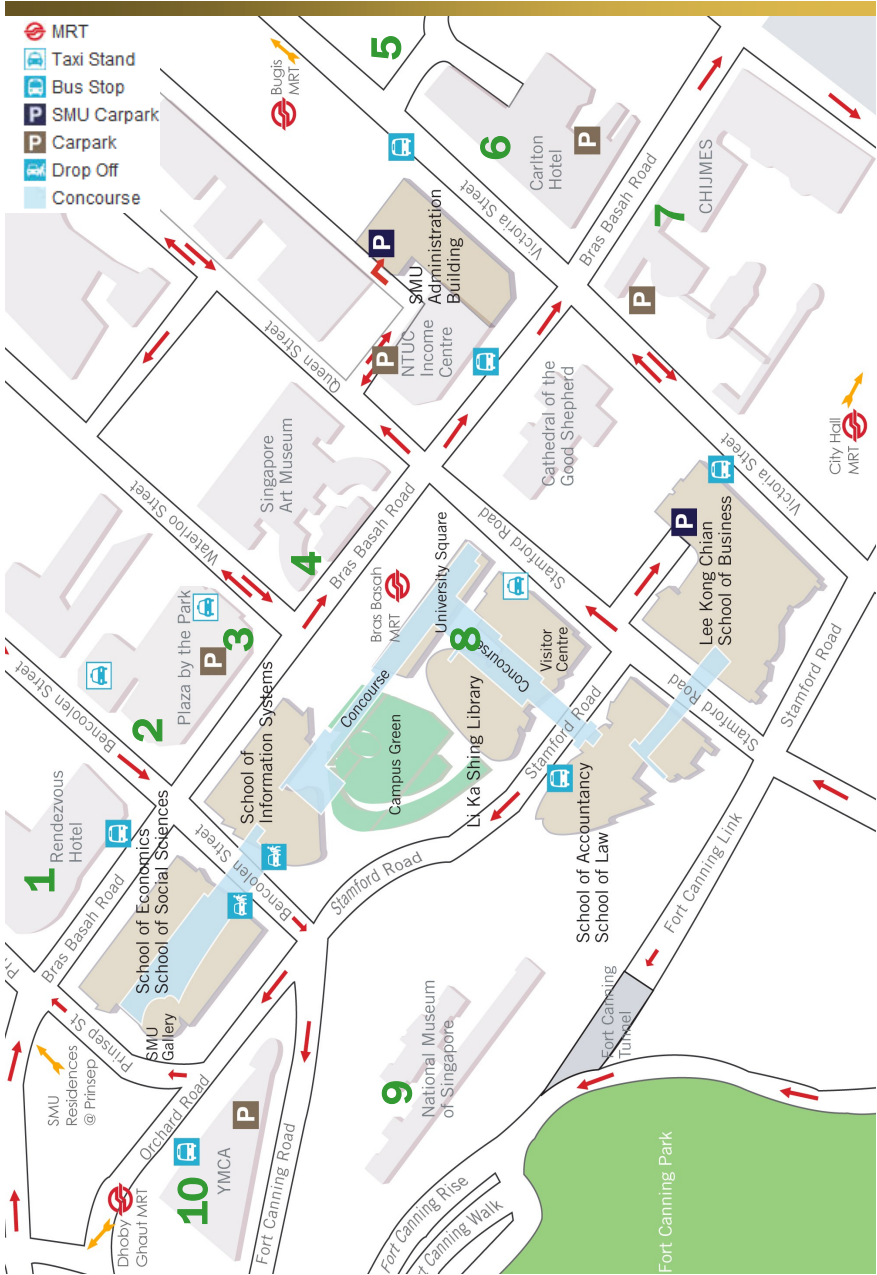 MRT
Taxi Stand
Bus Stop
P SMU Carpark
P Carpark
Drop Off
Concourse
Bugis
MRT
5
6
Carlton
Hotel
P
Victoria Street
Bras Basah Road
7
CHIJMES
P
P
SMU
Administration
Building
P
NTUC
Income
Centre
Queen Street
Cathedral of the
Good Shepherd
City Hall
MRT
Victoria Street
Waterloo Street
Singapore
Art Museum
4
Bras Basah Road
Bras Basah
MRT
University Square
Stamford Road
P
Lee Kong Chian
School of Business
Stamford Road
Bencoolen Street
2
Plaza by the Park
P
3
School of
Information Systems
Concourse
Campus Green
8
Concourse
Visitor
Centre
Li Ka Shing Library
Stamford Road
Stamford
Road
1
Rendezvous
Hotel
Bras Basah Road
School of Economics
School of Social Sciences
Bencoolen
Street
Bencoolen
Stamford Road
School of Accountancy
School of Law
Fort Canning Link
SMU
Gallery
Prinsep St
SMU
Residences
@ Prinsep
Orchard Road
National Museum
of Singapore
9
Fort Canning
Tunnel
10
YMCA
P
Dhoby
Ghaut MRT
Fort Canning Road
Fort Canning Rise
Canning Walk
Fort Canning Park